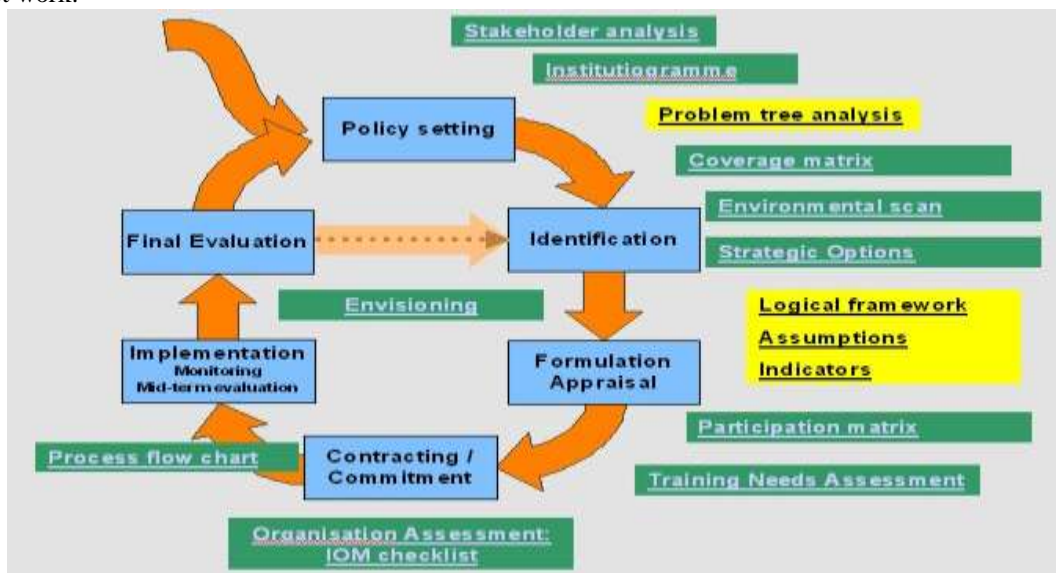 t work.
Stakeholder analysis
Institutiogramme
Policy setting
Problem tree analysis
Coverage matrix
Environmental scan
Final Evaluation
Identification
Strategic Options
Envisioning
Logical framework
Assumptions
Indicators
Implementation
Monitoring
Mid-term evaluation
Formulation
Appraisal
Participation matrix
Process flow chart
Contracting /
Commitment
Training Needs Assessment
Organisation Assessment:
IOM checklist